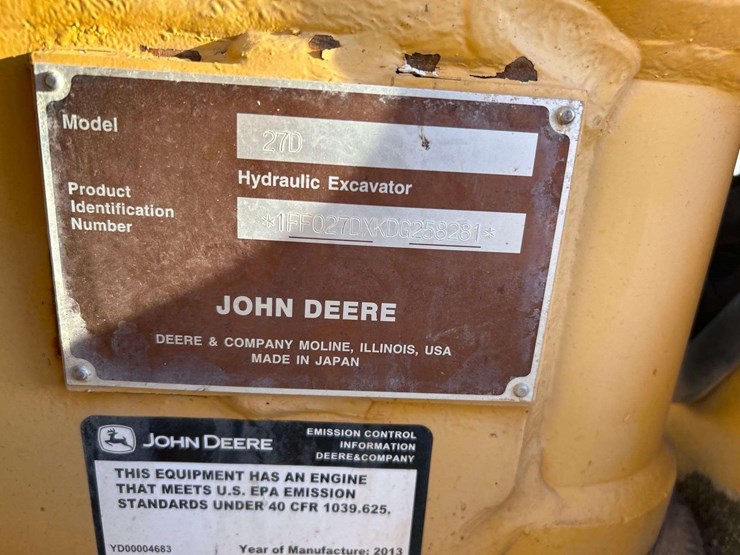 Model
27D
Hydraulic Excavator
Product
Identification
Number
*1FF027DXKDG258281*
JOHN DEERE
DEERE & COMPANY MOLINE, ILLINOIS, USA
MADE IN JAPAN
JOHN DEERE
EMISSION CONTROL
INFORMATION
DEERE&COMPANY
THIS EQUIPMENT HAS AN ENGINE
THAT MEETS U.S. EPA EMISSION
STANDARDS UNDER 40 CFR 1039.625.
YD00004683 Year of Manufacture: 2013